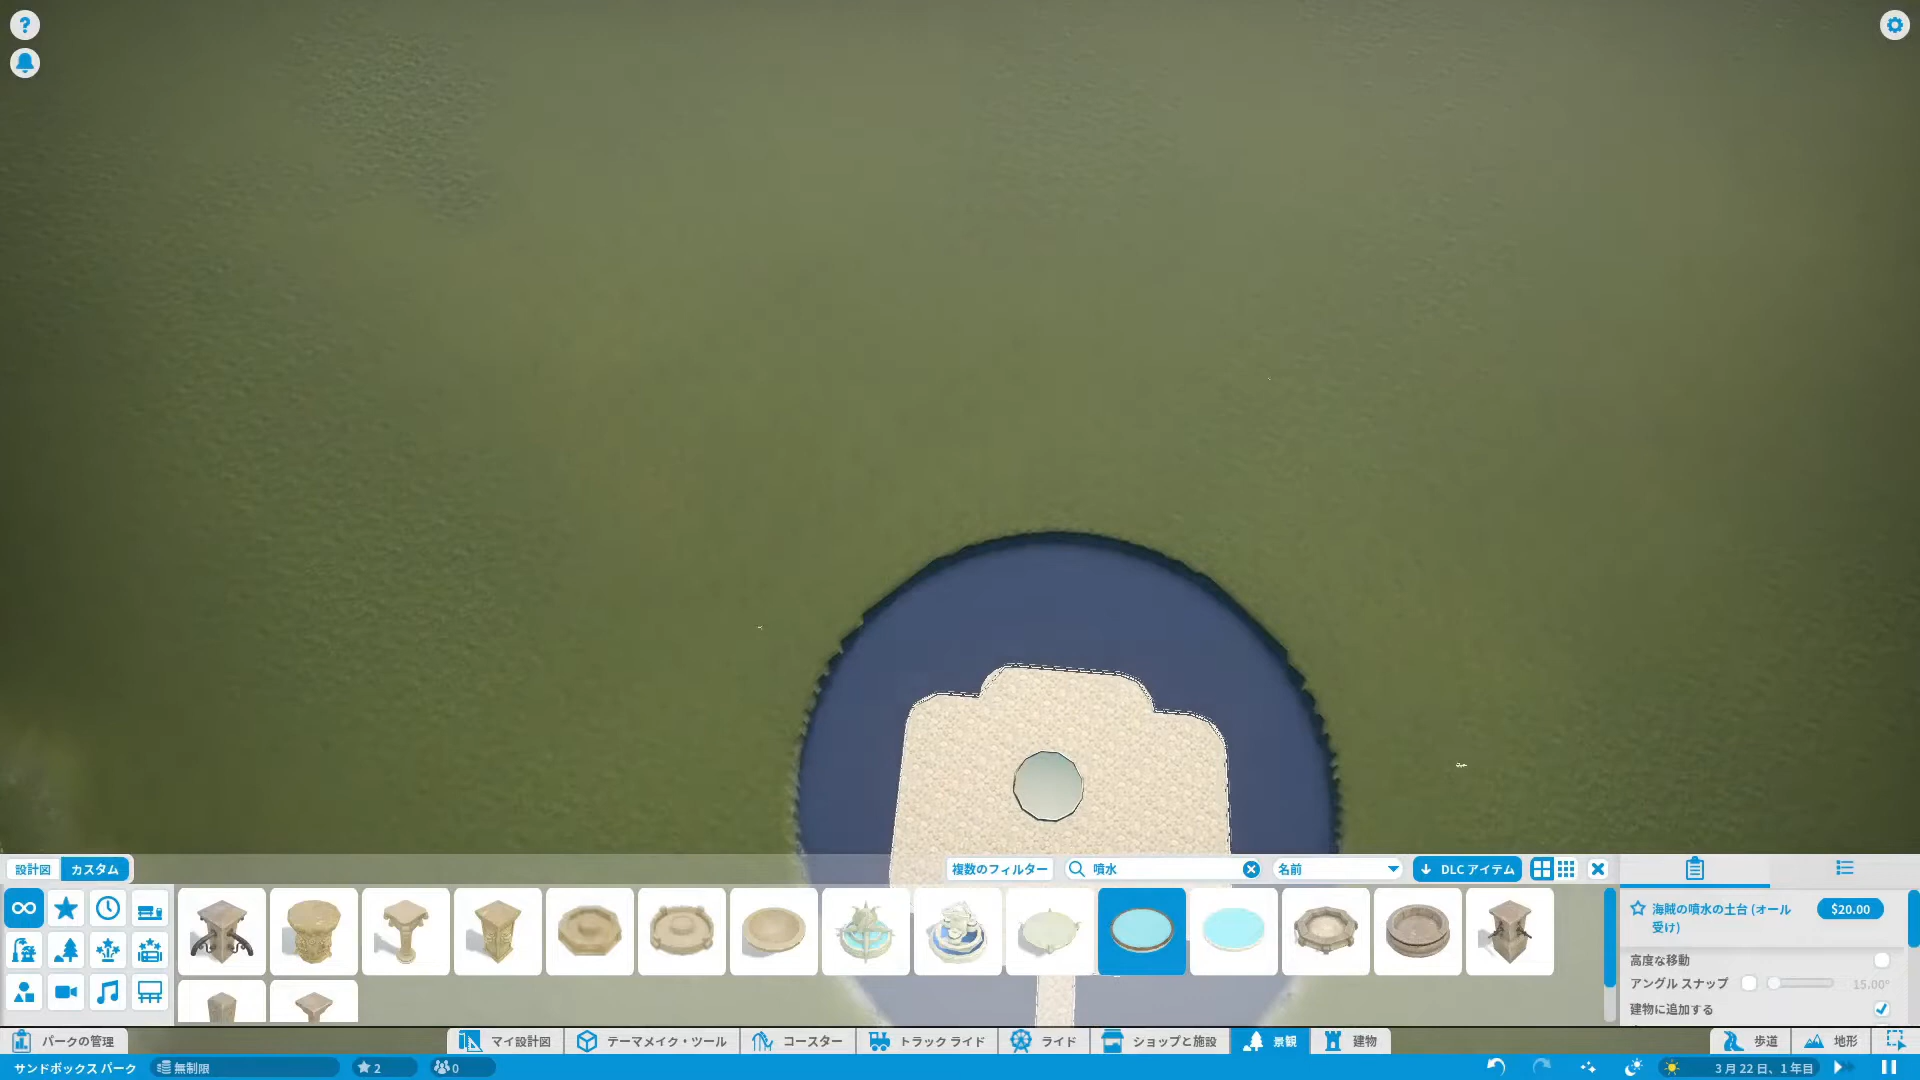 ?
設計図
カスタム
複数のフィルター
噴水
名前
DLC アイテム
海賊の噴水の土台 (オール
受け)
$20.00
高度な移動
アングル スナップ
15.00°
建物に追加する
パークの管理
マイ設計図
テーマメイク・ツール
コースター
トラック ライド
ライド
ショップと施設
景観
建物
歩道
地形
サンドボックス パーク
無制限
2
0
3 月 22 日、1 年目